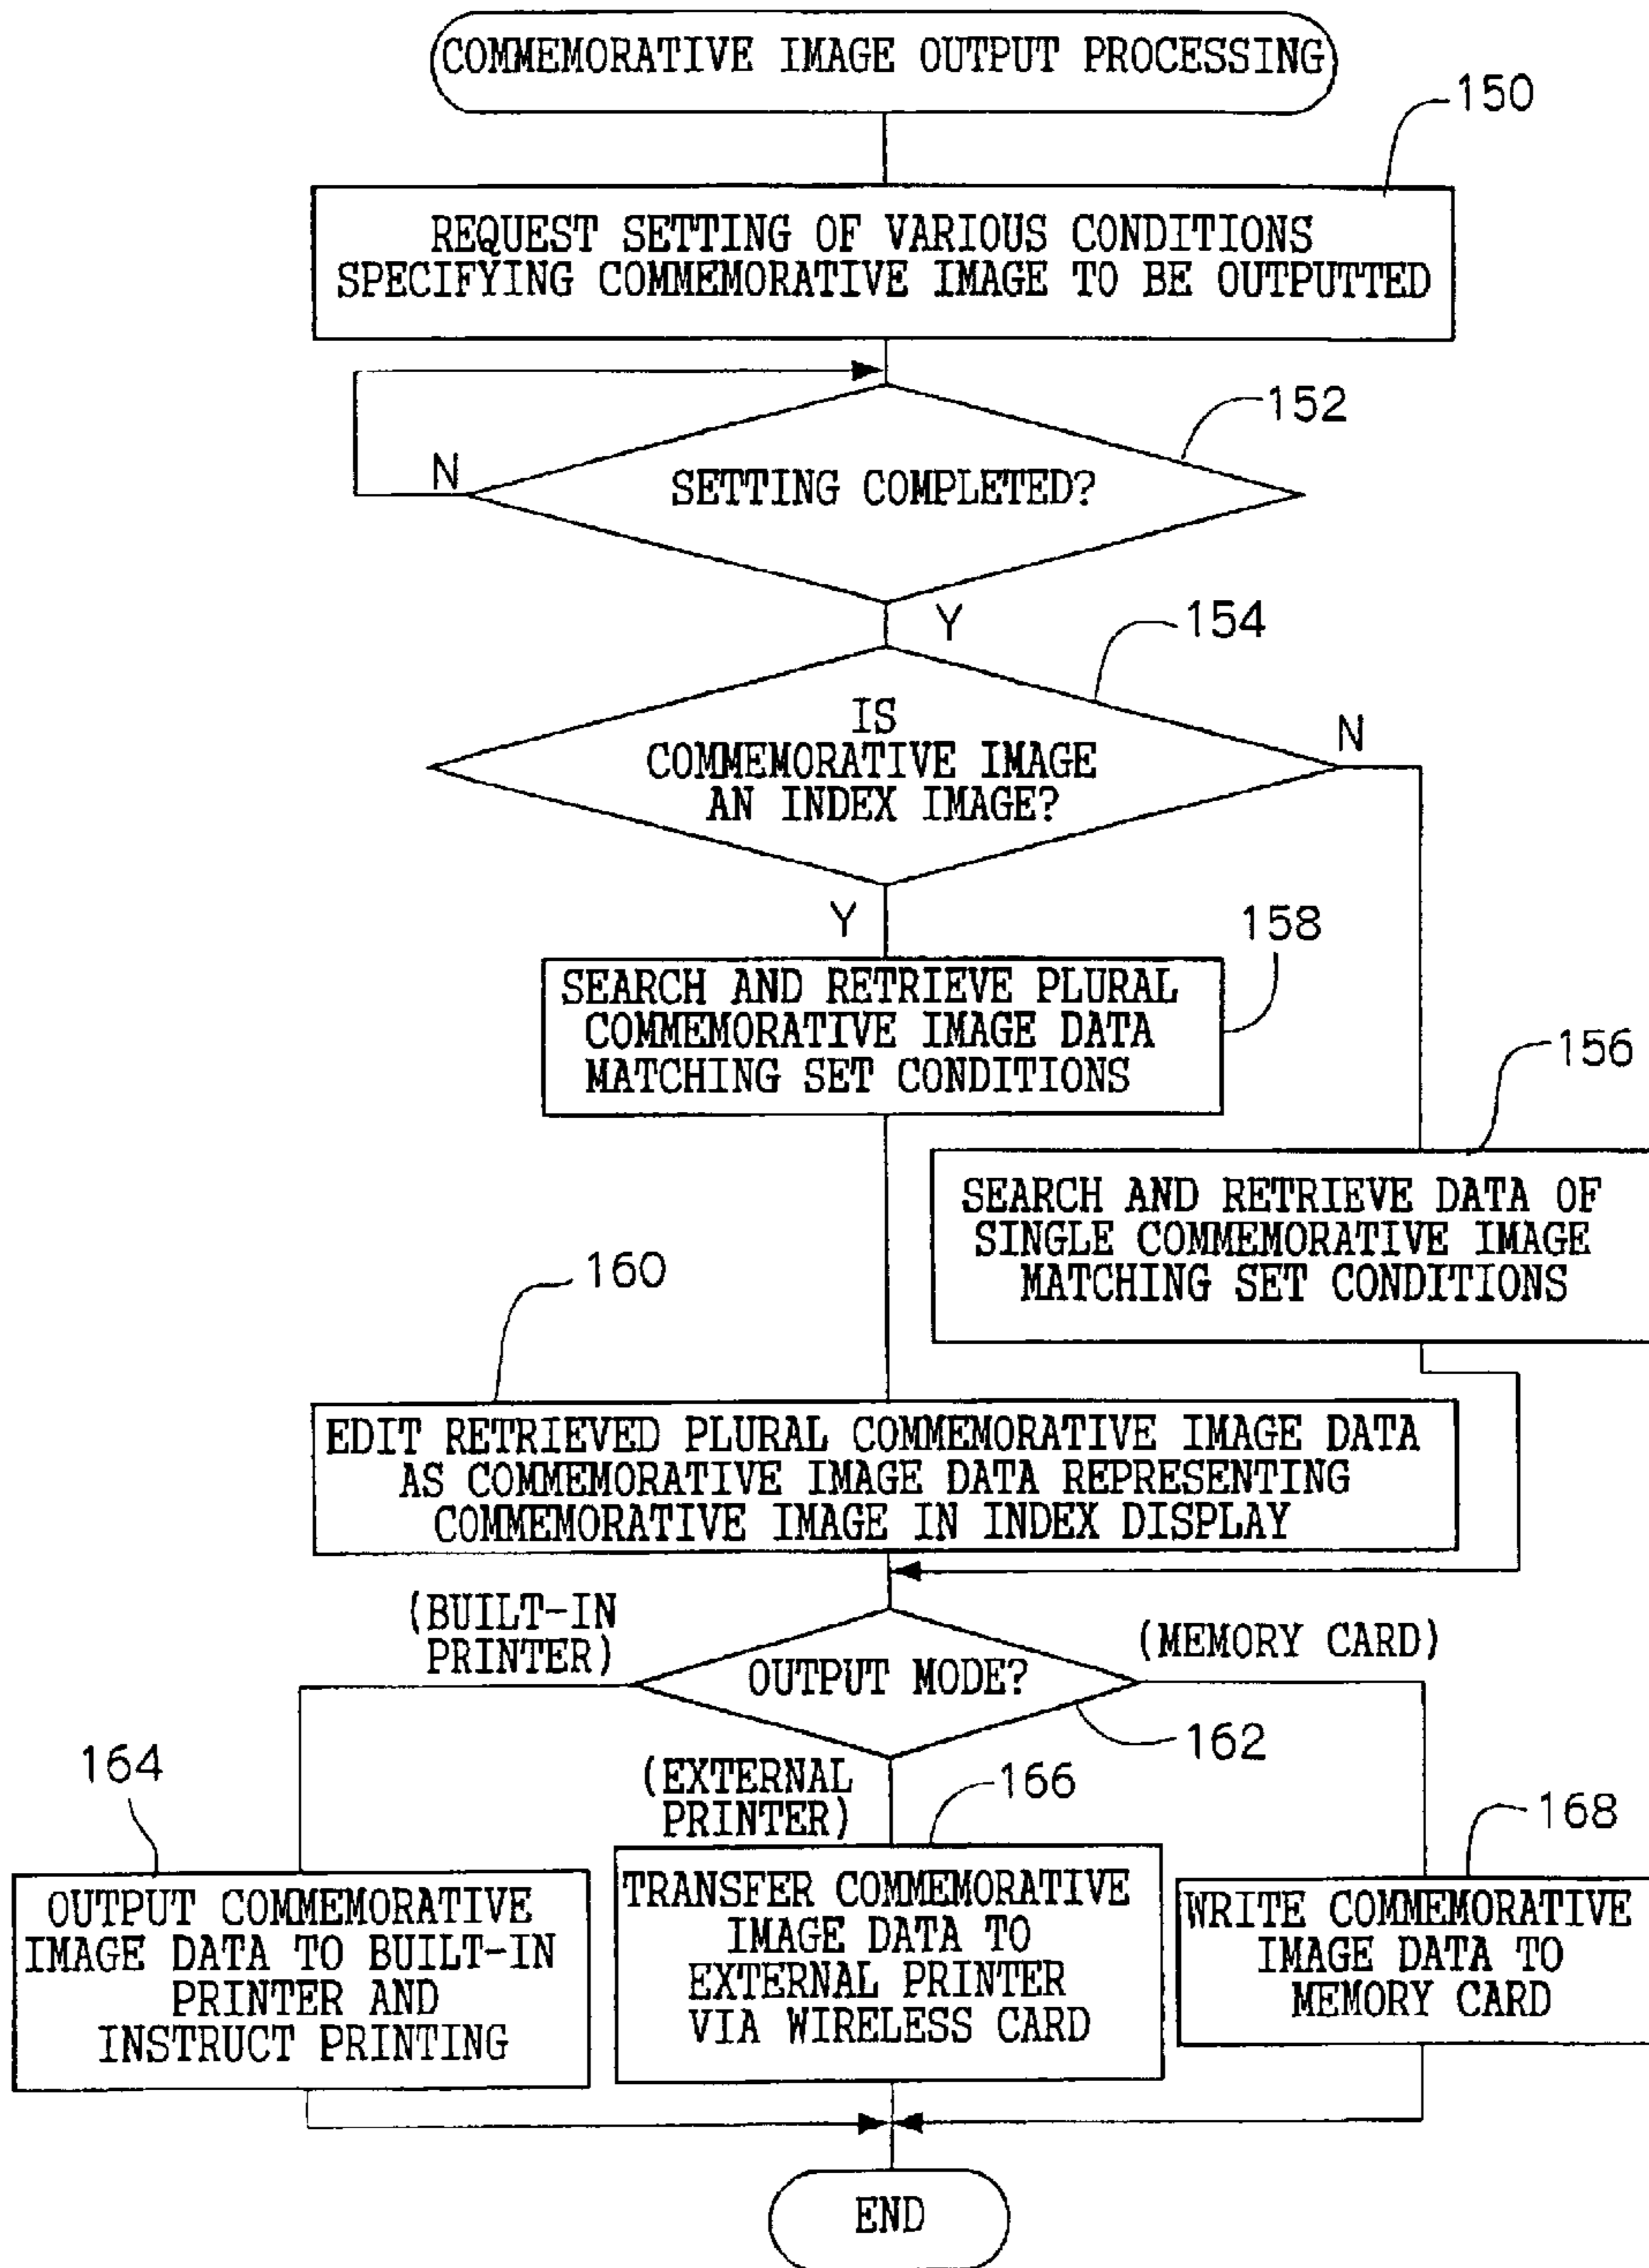 COMMEMORATIVE IMAGE OUTPUT PROCESSING
150
REQUEST SETTING OF VARIOUS CONDITIONS
SPECIFYING COMMEMORATIVE IMAGE TO BE OUTPUTTED
152
N
SETTING COMPLETED?
Y
154
IS
COMMEMORATIVE IMAGE
AN INDEX IMAGE?
N
Y
158
SEARCH AND RETRIEVE PLURAL
COMMEMORATIVE IMAGE DATA
MATCHING SET CONDITIONS
156
SEARCH AND RETRIEVE DATA OF
SINGLE COMMEMORATIVE IMAGE
MATCHING SET CONDITIONS
160
EDIT RETRIEVED PLURAL COMMEMORATIVE IMAGE DATA
AS COMMEMORATIVE IMAGE DATA REPRESENTING
COMMEMORATIVE IMAGE IN INDEX DISPLAY
(BUILT-IN
PRINTER)
(MEMORY CARD)
OUTPUT MODE?
162
164
(EXTERNAL
PRINTER)
166
168
OUTPUT COMMEMORATIVE
IMAGE DATA TO BUILT-IN
PRINTER AND
INSTRUCT PRINTING
TRANSFER COMMEMORATIVE
IMAGE DATA TO
EXTERNAL PRINTER
VIA WIRELESS CARD
WRITE COMMEMORATIVE
IMAGE DATA TO
MEMORY CARD
END